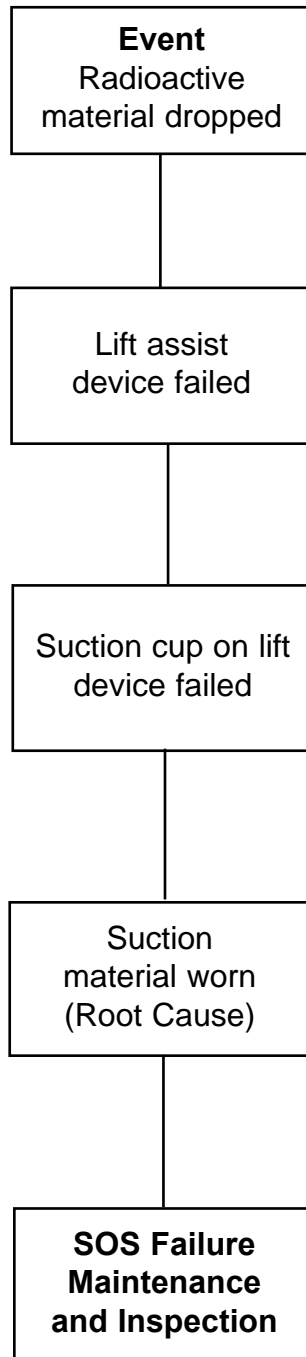 Event
Radioactive
material dropped
Lift assist
device failed
Suction cup on lift
device failed
Suction
material worn
(Root Cause)
SOS Failure
Maintenance
and Inspection